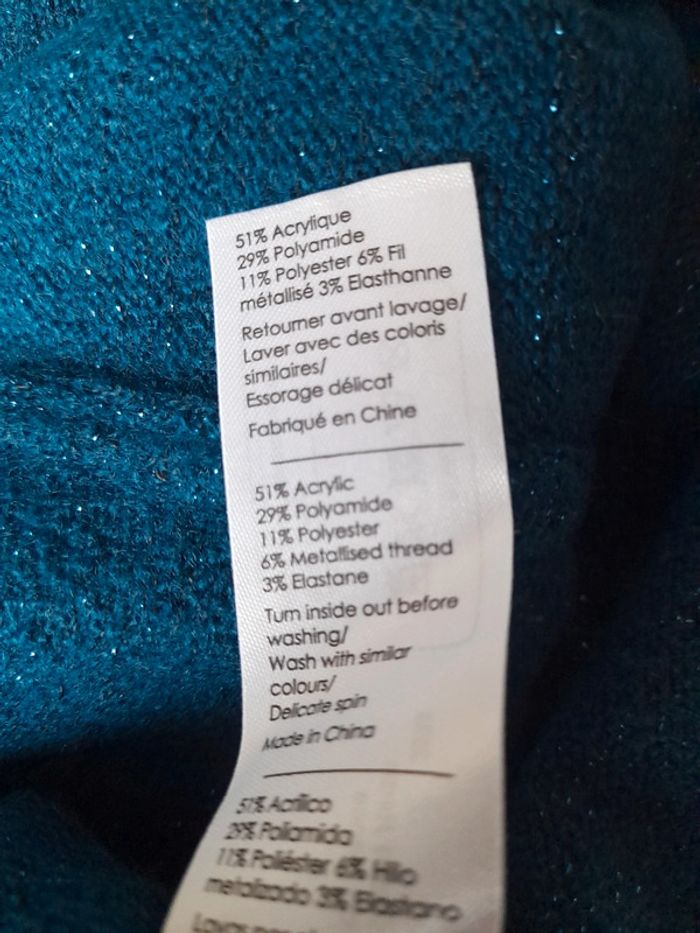 51% Acrylique
29% Polyamide
11% Polyester 6% Fil
métallisé 3% Elasthanne
Retourner avant lavage/
Laver avec des coloris
similaires/
Essorage délicat
Fabriqué en Chine
51% Acrylic
29% Polyamide
11% Polyester
6% Metallised thread
3% Elastane
Turn inside out before
washing/
Wash with similar
colours/
Delicate spin
Made in China
51% Acrílico
29% Poliamida
11% Poliéster 6% Hilo
metalizado 3% Elastano